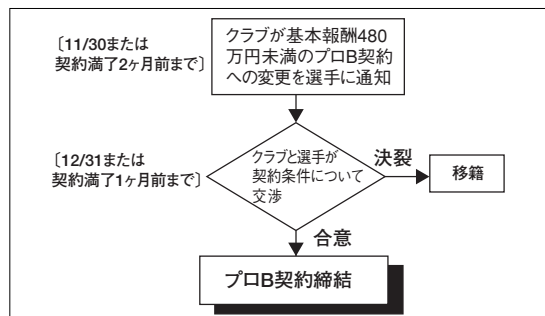 〔11/30または
契約満了2ヶ月前まで〕
クラブが基本報酬480
万円未満のプロB契約
への変更を選手に通知
〔12/31または
契約満了1ヶ月前まで〕
クラブと選手が
契約条件について
交渉
決裂
移籍
合意
プロB契約締結